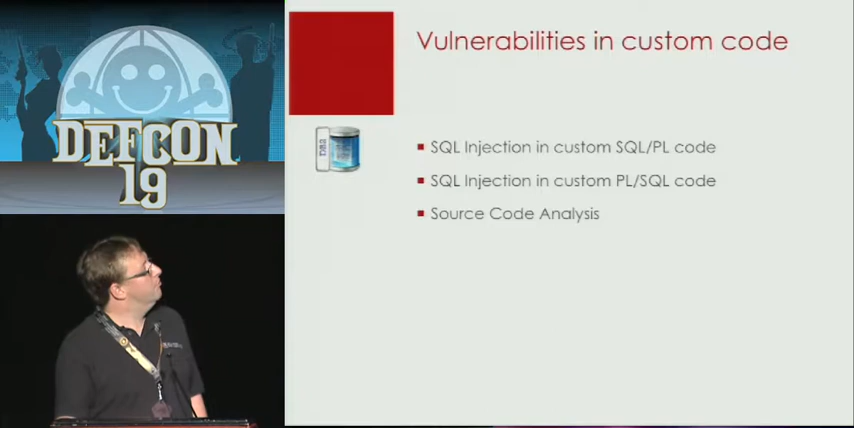 DEFCON
19
Vulnerabilities in custom code
DB2
SQL Injection in custom SQL/PL code
SQL Injection in custom PL/SQL code
Source Code Analysis